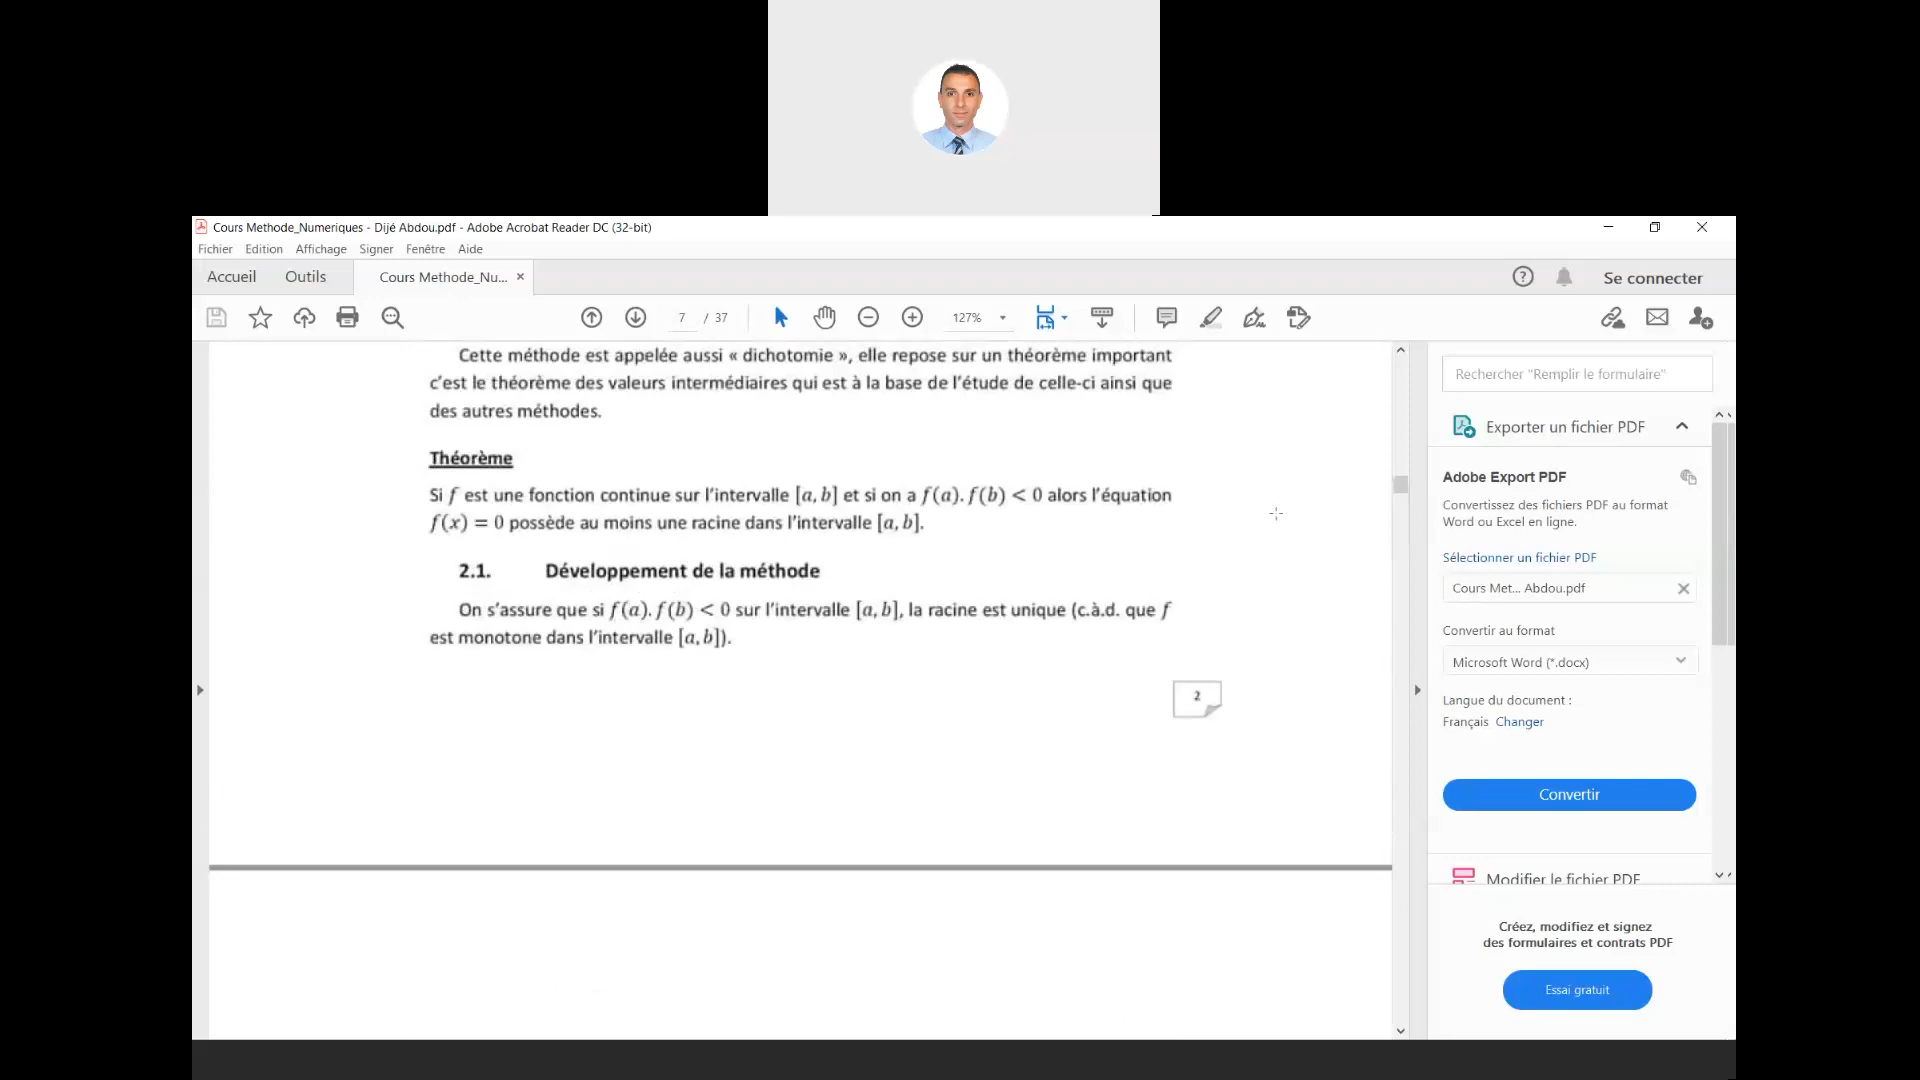 Cours Methode_Numeriques - Dijé Abdou.pdf - Adobe Acrobat Reader DC (32-bit)
Fichier Edition Affichage Signer Fenêtre Aide
Accueil Outils Cours Methode_Nu... × Se connecter
7 / 37 127%
Cette méthode est appelée aussi « dichotomie », elle repose sur un théorème important
c'est le théorème des valeurs intermédiaires qui est à la base de l'étude de celle-ci ainsi que
des autres méthodes.
Théorème
Si f est une fonction continue sur l'intervalle [a, b] et si on a f(a). f(b) < 0 alors l'équation
f(x) = 0 possède au moins une racine dans l'intervalle [a, b].
2.1. Développement de la méthode
On s'assure que si f(a). f(b) < 0 sur l'intervalle [a, b], la racine est unique (c.à.d. que f
est monotone dans l'intervalle [a, b]).
2
Rechercher "Remplir le formulaire"
Exporter un fichier PDF
Adobe Export PDF
Convertissez des fichiers PDF au format
Word ou Excel en ligne.
Sélectionner un fichier PDF
Cours Met... Abdou.pdf
Convertir au format
Microsoft Word (*.docx)
Langue du document :
Français Changer
Convertir
Modifier le fichier PDF
Créez, modifiez et signez
des formulaires et contrats PDF
Essai gratuit